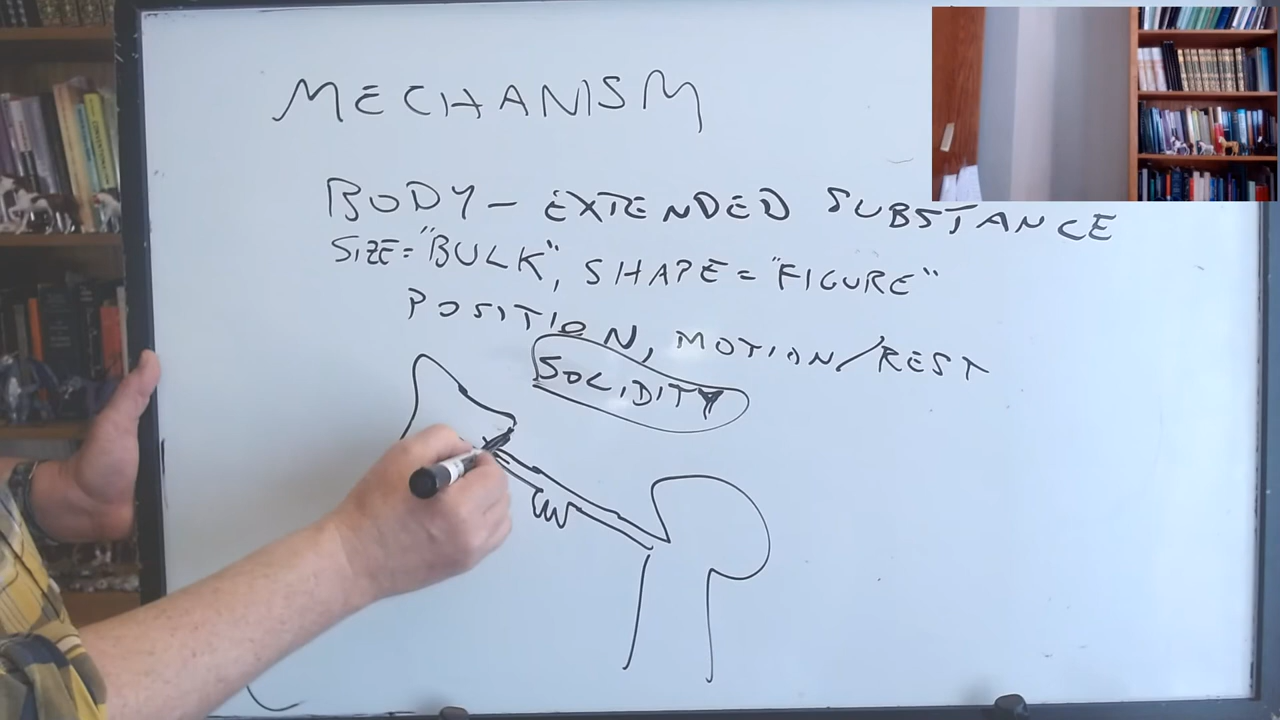 MECHANISM
BODY - EXTENDED SUBSTANCE
SIZE = "BULK", SHAPE = "FIGURE"
POSITION, MOTION/REST
SOLIDITY